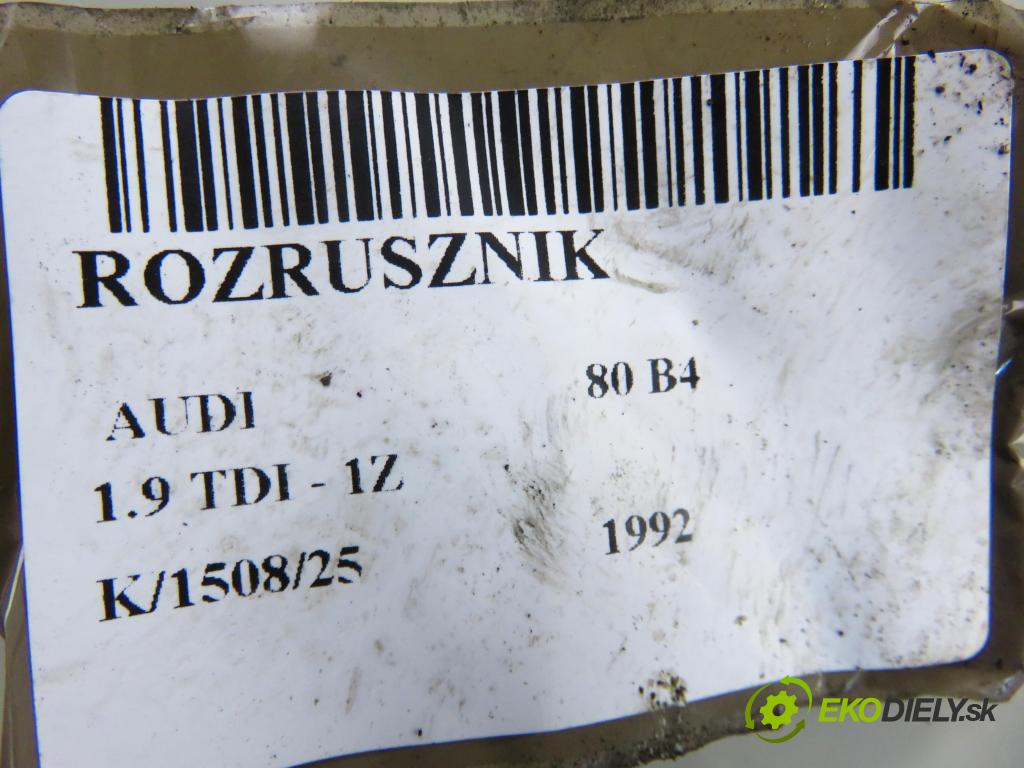 ROZRUSZNIK
AUDI 80 B4
1.9 TDI - 1Z
K/1508/25 1992
EKODIELY.sk